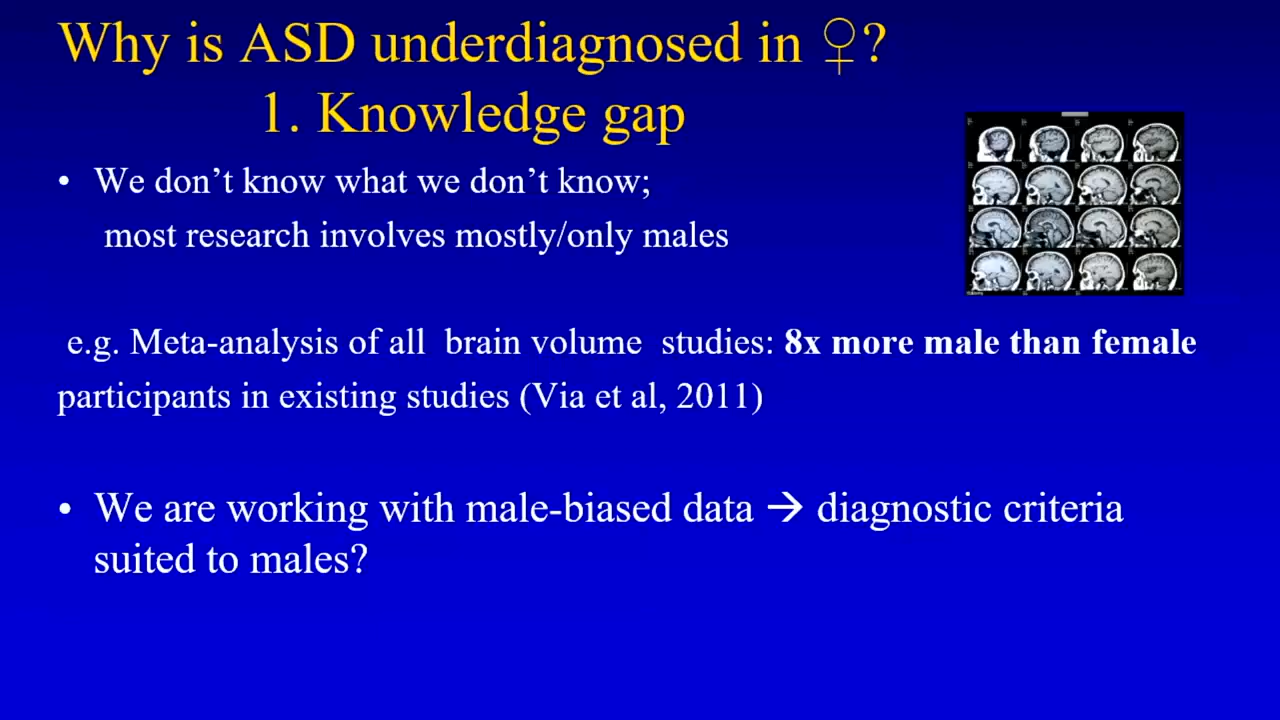 Why is ASD underdiagnosed in ♀?
1. Knowledge gap
• We don’t know what we don’t know;
most research involves mostly/only males
e.g. Meta-analysis of all brain volume studies: 8x more male than female
participants in existing studies (Via et al, 2011)
• We are working with male-biased data → diagnostic criteria
suited to males?